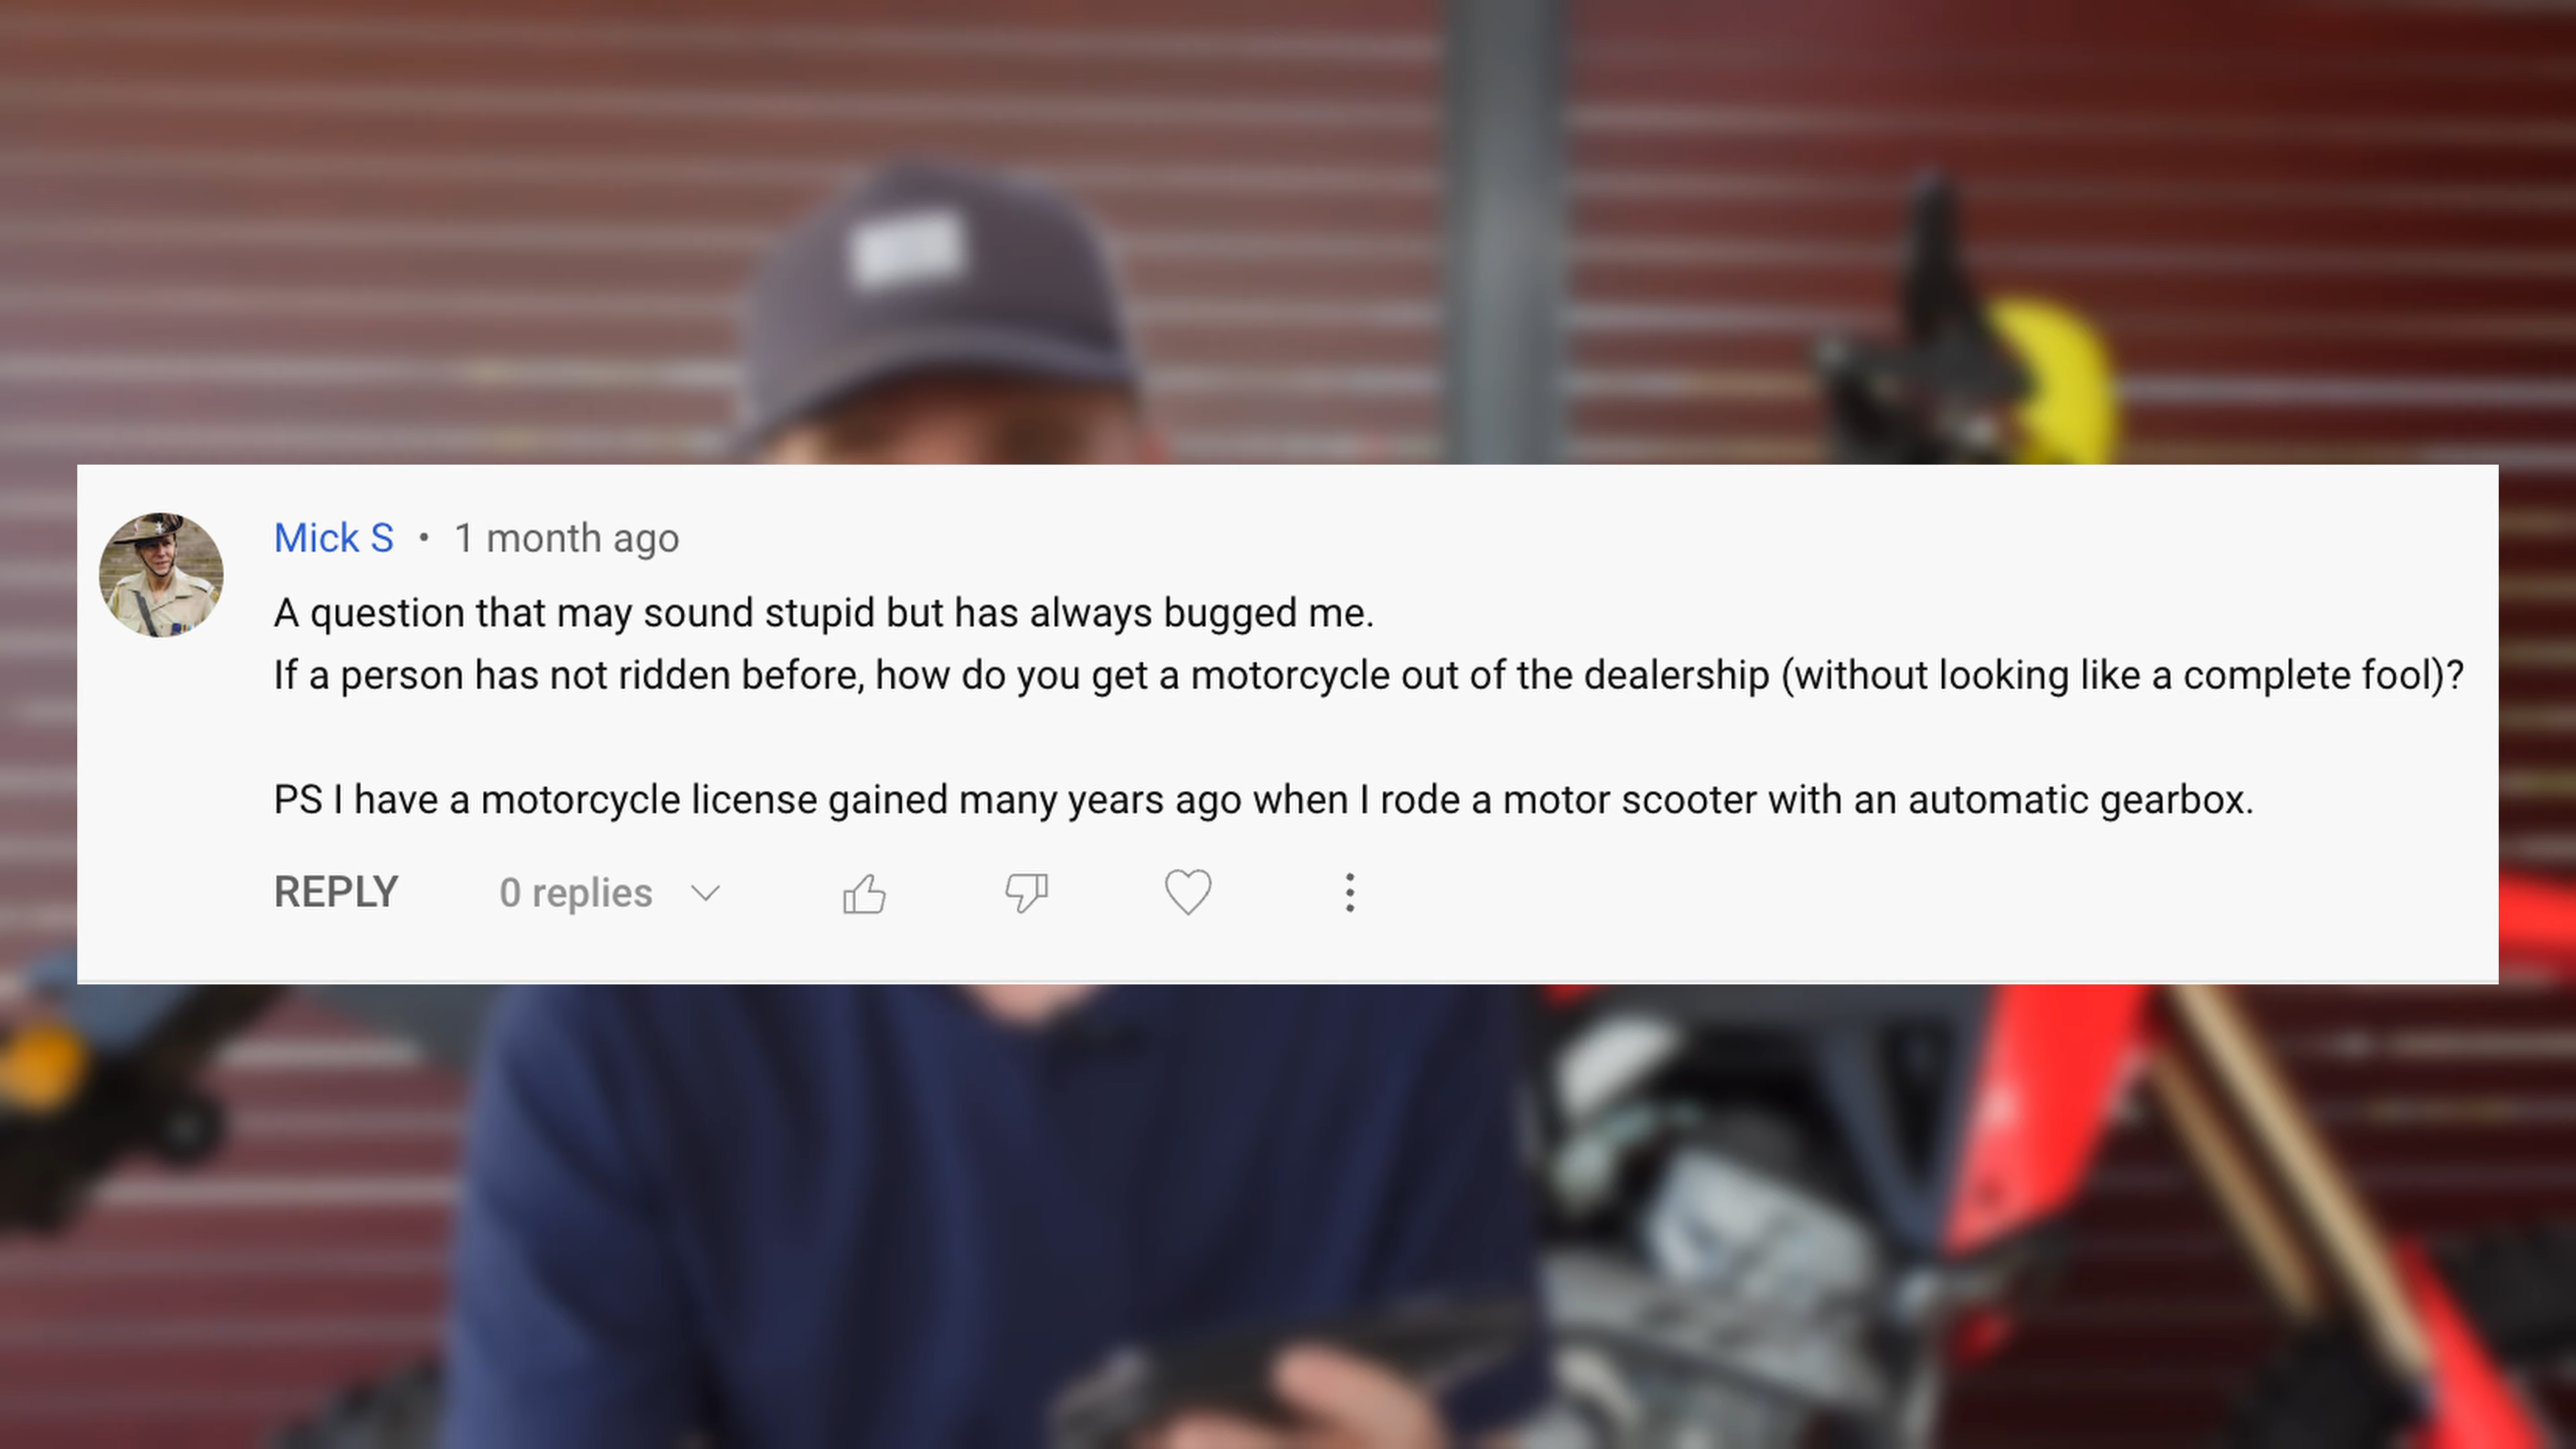 Mick S • 1 month ago
A question that may sound stupid but has always bugged me.
If a person has not ridden before, how do you get a motorcycle out of the dealership (without looking like a complete fool)?
PS I have a motorcycle license gained many years ago when I rode a motor scooter with an automatic gearbox.
REPLY 0 replies